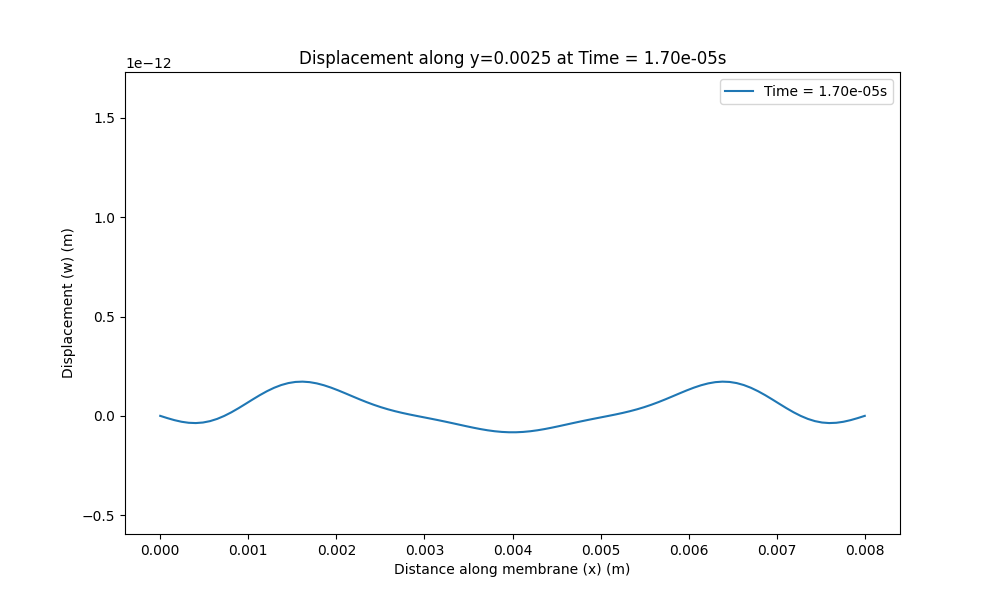 Displacement along y=0.0025 at Time = 1.70e-05s
1e−12
Time = 1.70e-05s
1.5
1.0
0.5
0.0
−0.5
Displacement (w) (m)
0.000 0.001 0.002 0.003 0.004 0.005 0.006 0.007 0.008
Distance along membrane (x) (m)